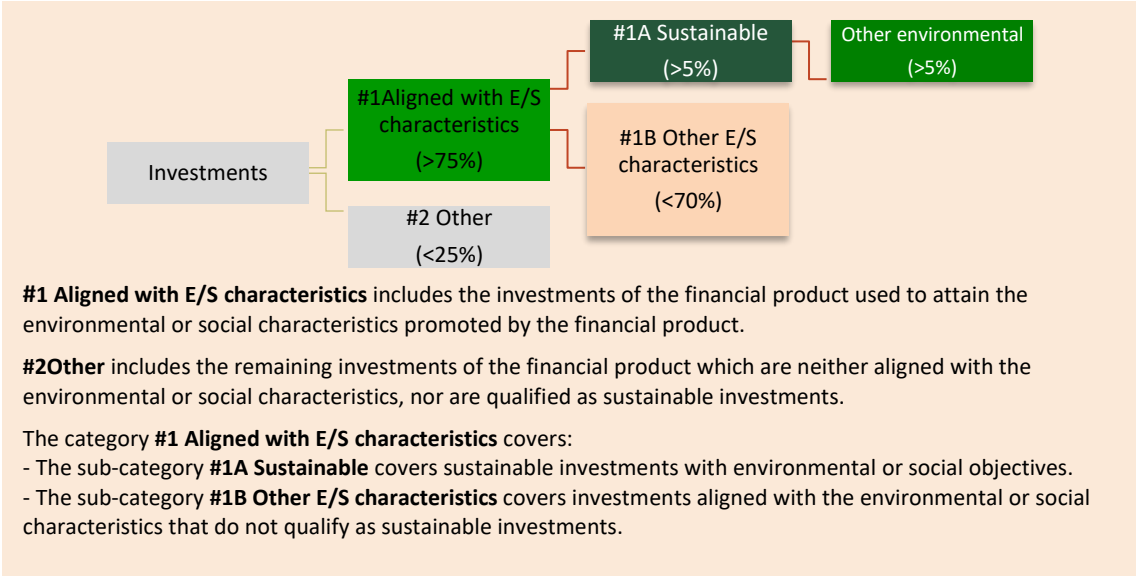 #1A Sustainable
(>5%)
Other environmental
(>5%)
#1Aligned with E/S
characteristics
(>75%)
#1B Other E/S
characteristics
(<70%)
Investments
#2 Other
(<25%)
#1 Aligned with E/S characteristics includes the investments of the financial product used to attain the
environmental or social characteristics promoted by the financial product.
#2Other includes the remaining investments of the financial product which are neither aligned with the
environmental or social characteristics, nor are qualified as sustainable investments.
The category #1 Aligned with E/S characteristics covers:
- The sub-category #1A Sustainable covers sustainable investments with environmental or social objectives.
- The sub-category #1B Other E/S characteristics covers investments aligned with the environmental or social
characteristics that do not qualify as sustainable investments.